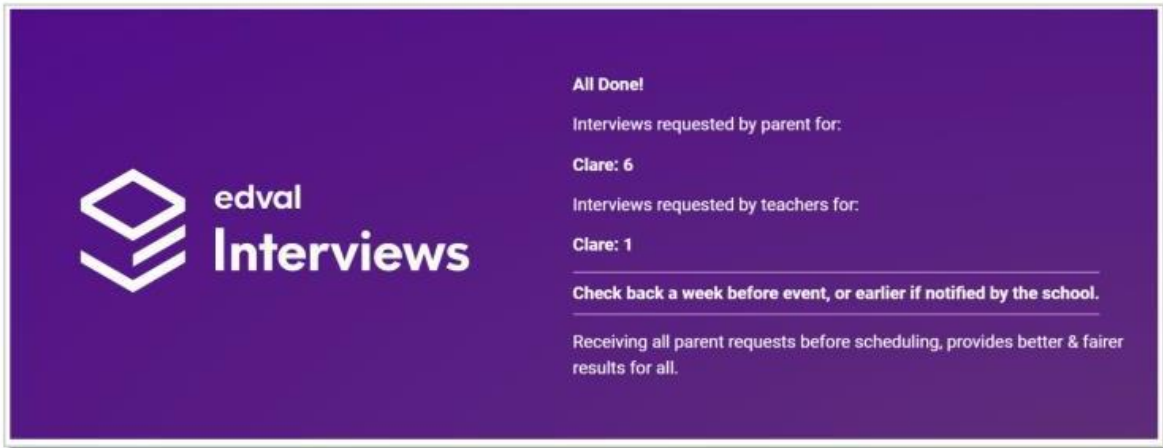 edval
Interviews
All Done!
Interviews requested by parent for:
Clare: 6
Interviews requested by teachers for:
Clare: 1
Check back a week before event, or earlier if notified by the school.
Receiving all parent requests before scheduling, provides better & fairer
results for all.